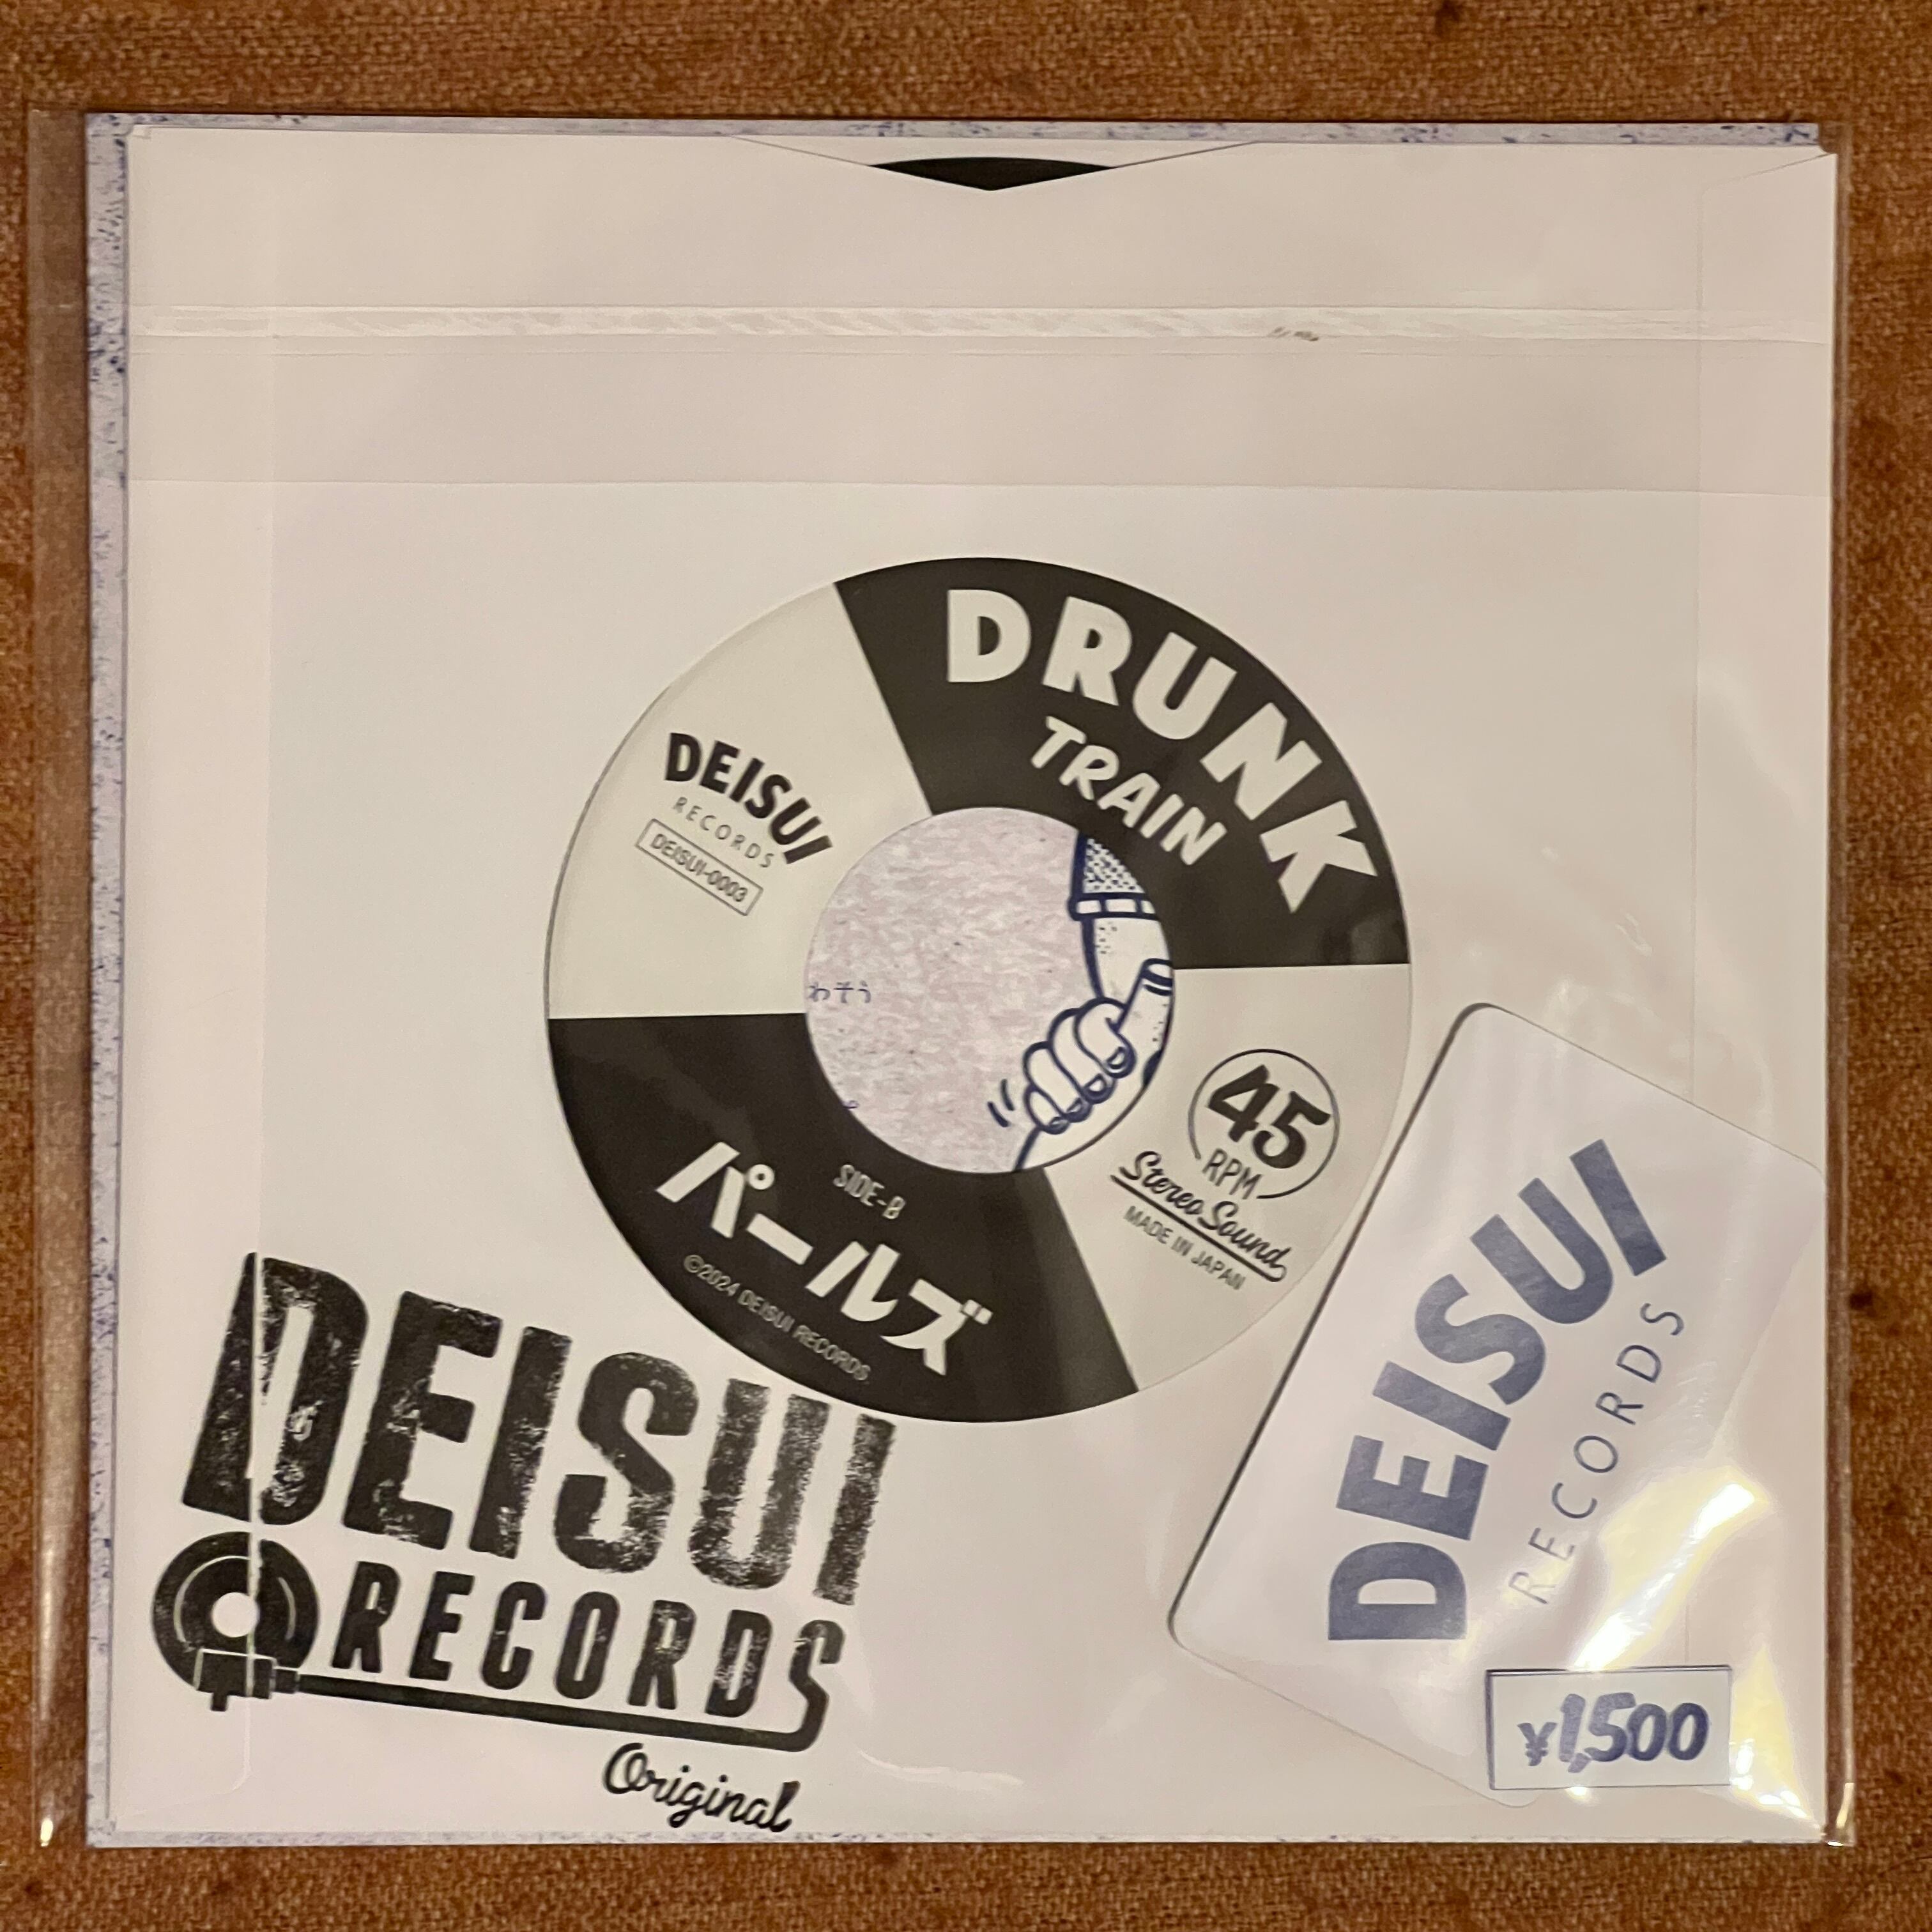 DRUNK
TRAIN
DEISUI
RECORDS
DEISUI-0003
わそう
45
RPM
Stereo Sound
MADE IN JAPAN
SIDE-B
パールズ
©2024 DEISUI RECORDS
DEISUI
RECORDS
Original
DEISUI
RECORDS
¥1,500